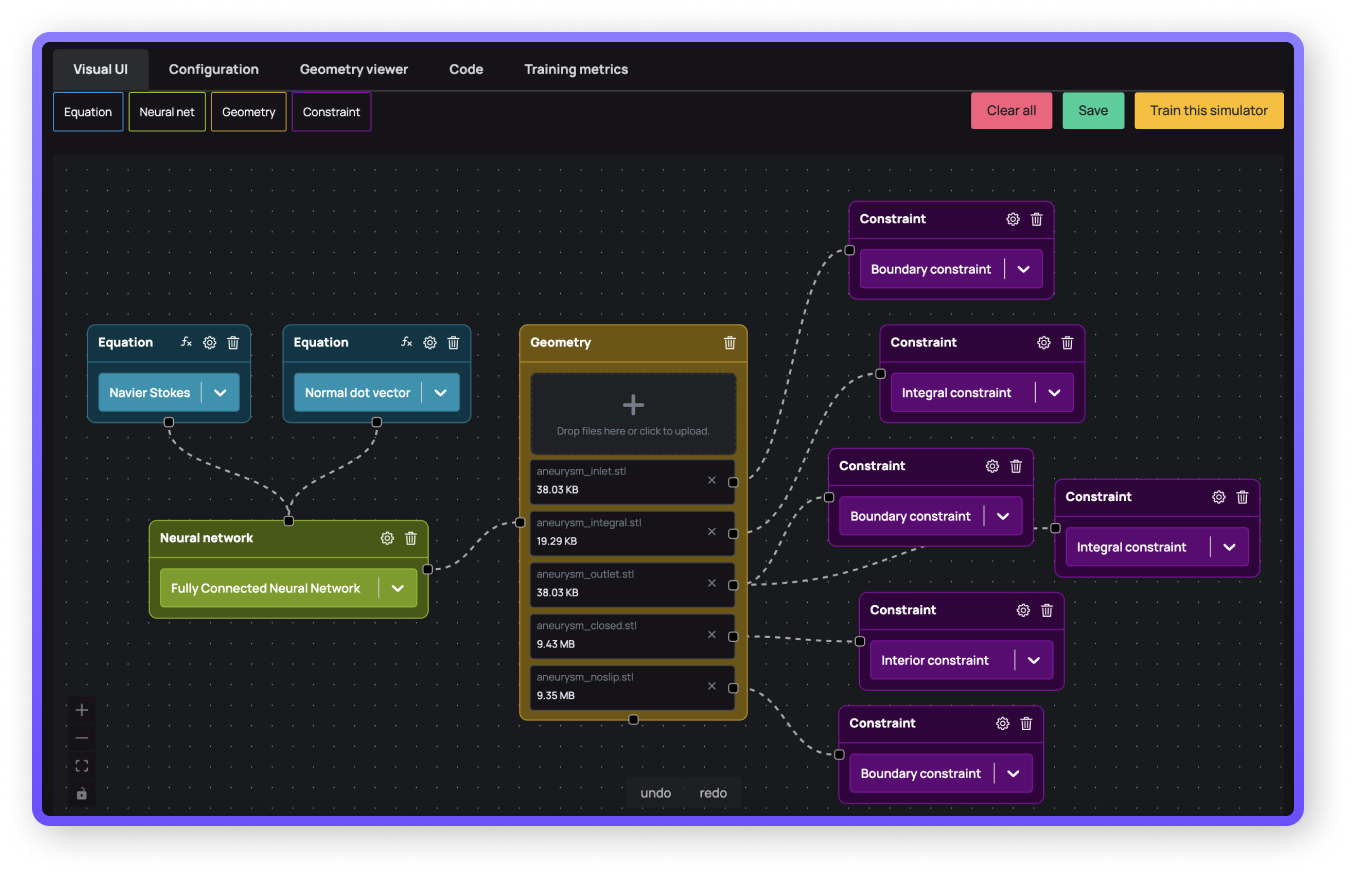 Visual UI Configuration Geometry viewer Code Training metrics
Equation Neural net Geometry Constraint Clear all Save Train this simulator
Equation fx
Navier Stokes
Equation fx
Normal dot vector
Neural network
Fully Connected Neural Network
Geometry
Drop files here or click to upload.
aneurysm_inlet.stl
38.03 KB
aneurysm_integral.stl
19.29 KB
aneurysm_outlet.stl
38.03 KB
aneurysm_closed.stl
9.43 MB
aneurysm_noslip.stl
9.35 MB
Constraint
Boundary constraint
Constraint
Integral constraint
Constraint
Boundary constraint
Constraint
Integral constraint
Constraint
Interior constraint
Constraint
Boundary constraint
undo redo